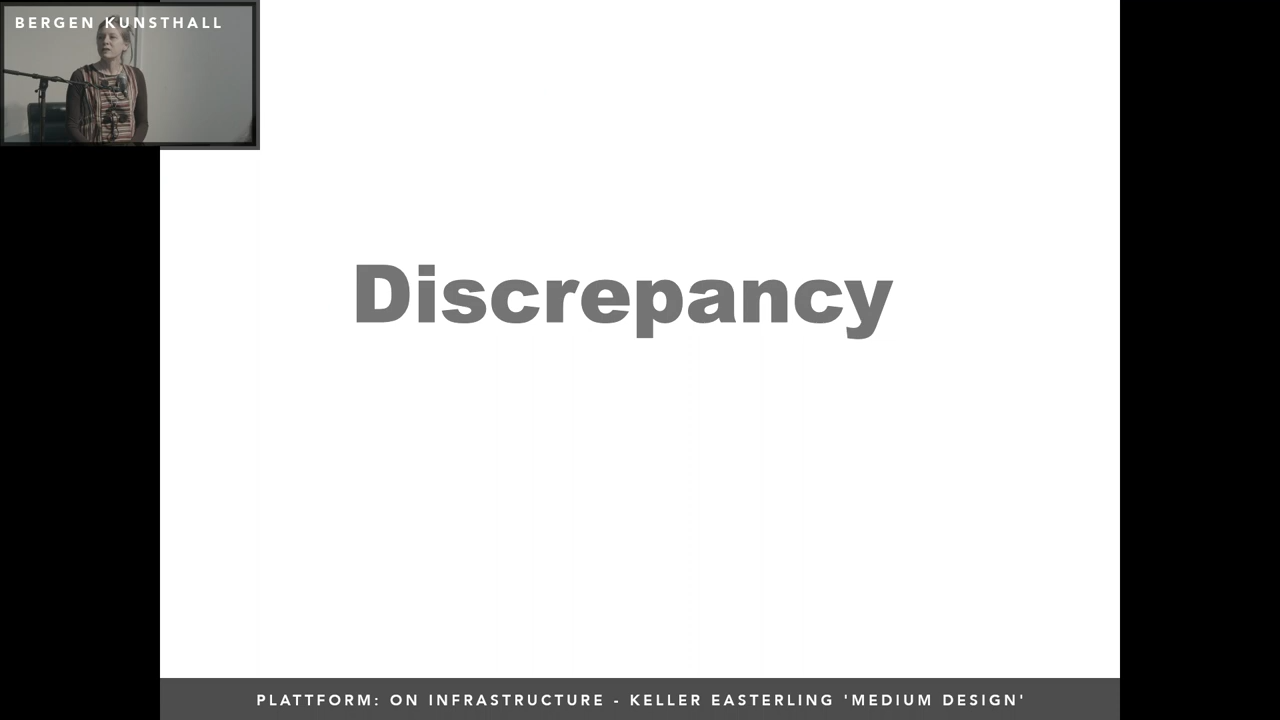 BERGEN KUNSTHALL
Discrepancy
PLATTFORM: ON INFRASTRUCTURE - KELLER EASTERLING 'MEDIUM DESIGN'